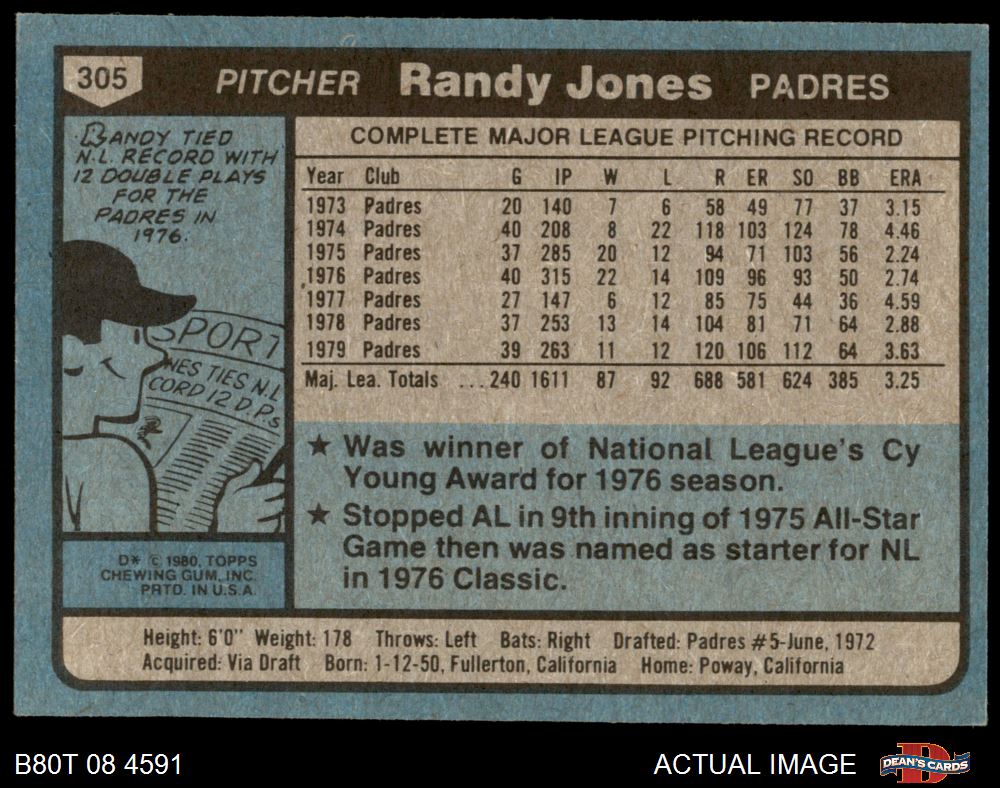 305 PITCHER Randy Jones PADRES
RANDY TIED
N.L. RECORD WITH
12 DOUBLE PLAYS
FOR THE
PADRES IN
1976.
SPORT
NES TIES N.L
CORD 12 D.P.s
D* © 1980. TOPPS
CHEWING GUM, INC.
PRTD. IN U.S.A.
COMPLETE MAJOR LEAGUE PITCHING RECORD
Year Club G IP W L R ER SO BB ERA
1973 Padres 20 140 7 6 58 49 77 37 3.15
1974 Padres 40 208 8 22 118 103 124 78 4.46
1975 Padres 37 285 20 12 94 71 103 56 2.24
1976 Padres 40 315 22 14 109 96 93 50 2.74
1977 Padres 27 147 6 12 85 75 44 36 4.59
1978 Padres 37 253 13 14 104 81 71 64 2.88
1979 Padres 39 263 11 12 120 106 112 64 3.63
Maj. Lea. Totals ...240 1611 87 92 688 581 624 385 3.25
★ Was winner of National League's Cy
Young Award for 1976 season.
★ Stopped AL in 9th inning of 1975 All-Star
Game then was named as starter for NL
in 1976 Classic.
Height: 6'0" Weight: 178 Throws: Left Bats: Right Drafted: Padres #5-June, 1972
Acquired: Via Draft Born: 1-12-50, Fullerton, California Home: Poway, California
B80T 08 4591 ACTUAL IMAGE DEAN'S CARDS